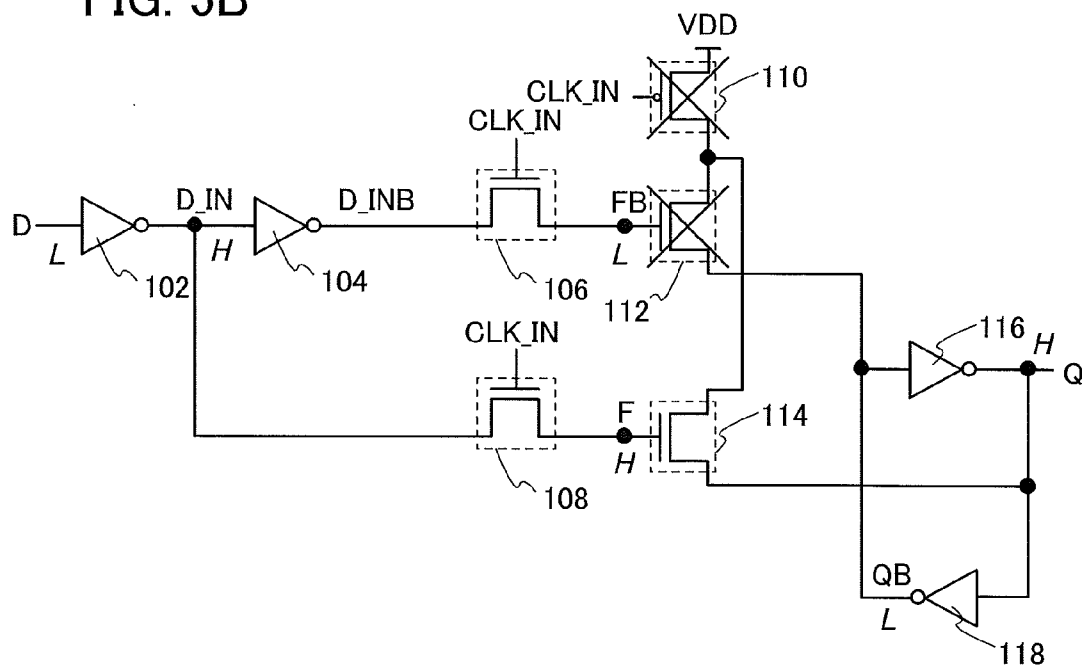 FIG. 3B
VDD
CLK_IN
110
CLK_IN
D
L
102
D_IN
H
104
D_INB
106
FB
L
112
CLK_IN
108
F
H
114
116
H
Q
QB
L
118